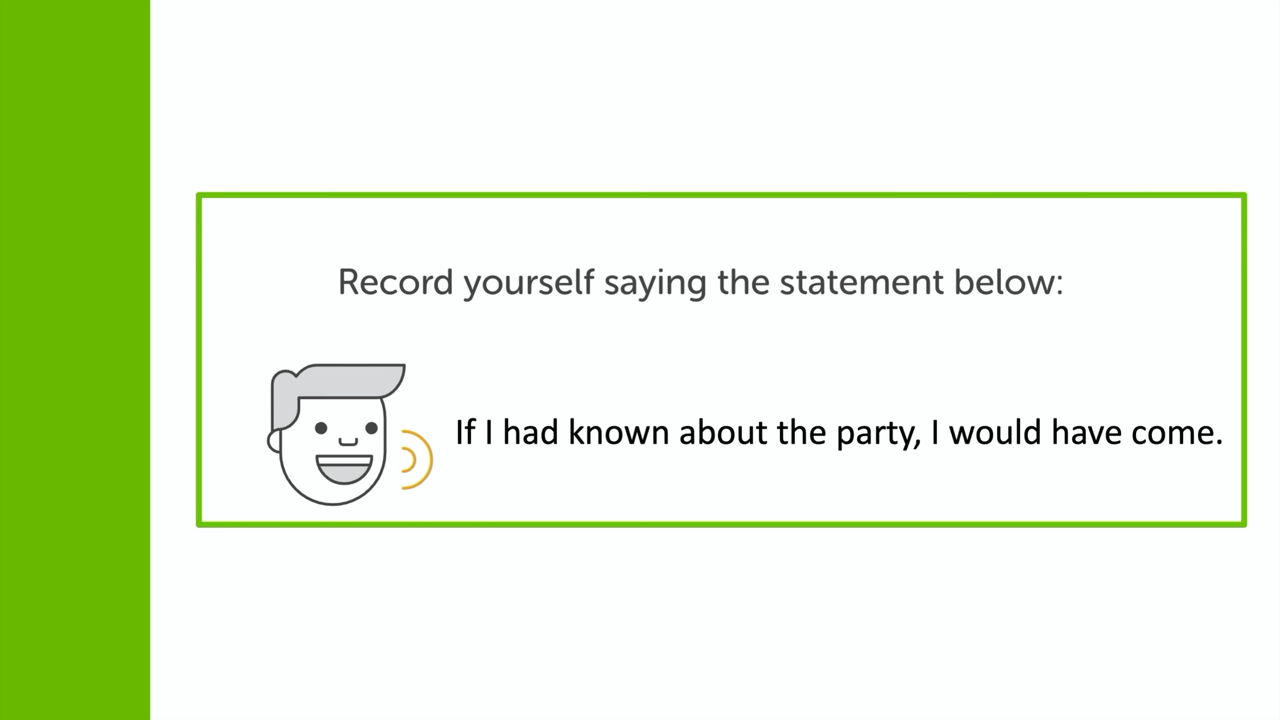 Record yourself saying the statement below:
If I had known about the party, I would have come.